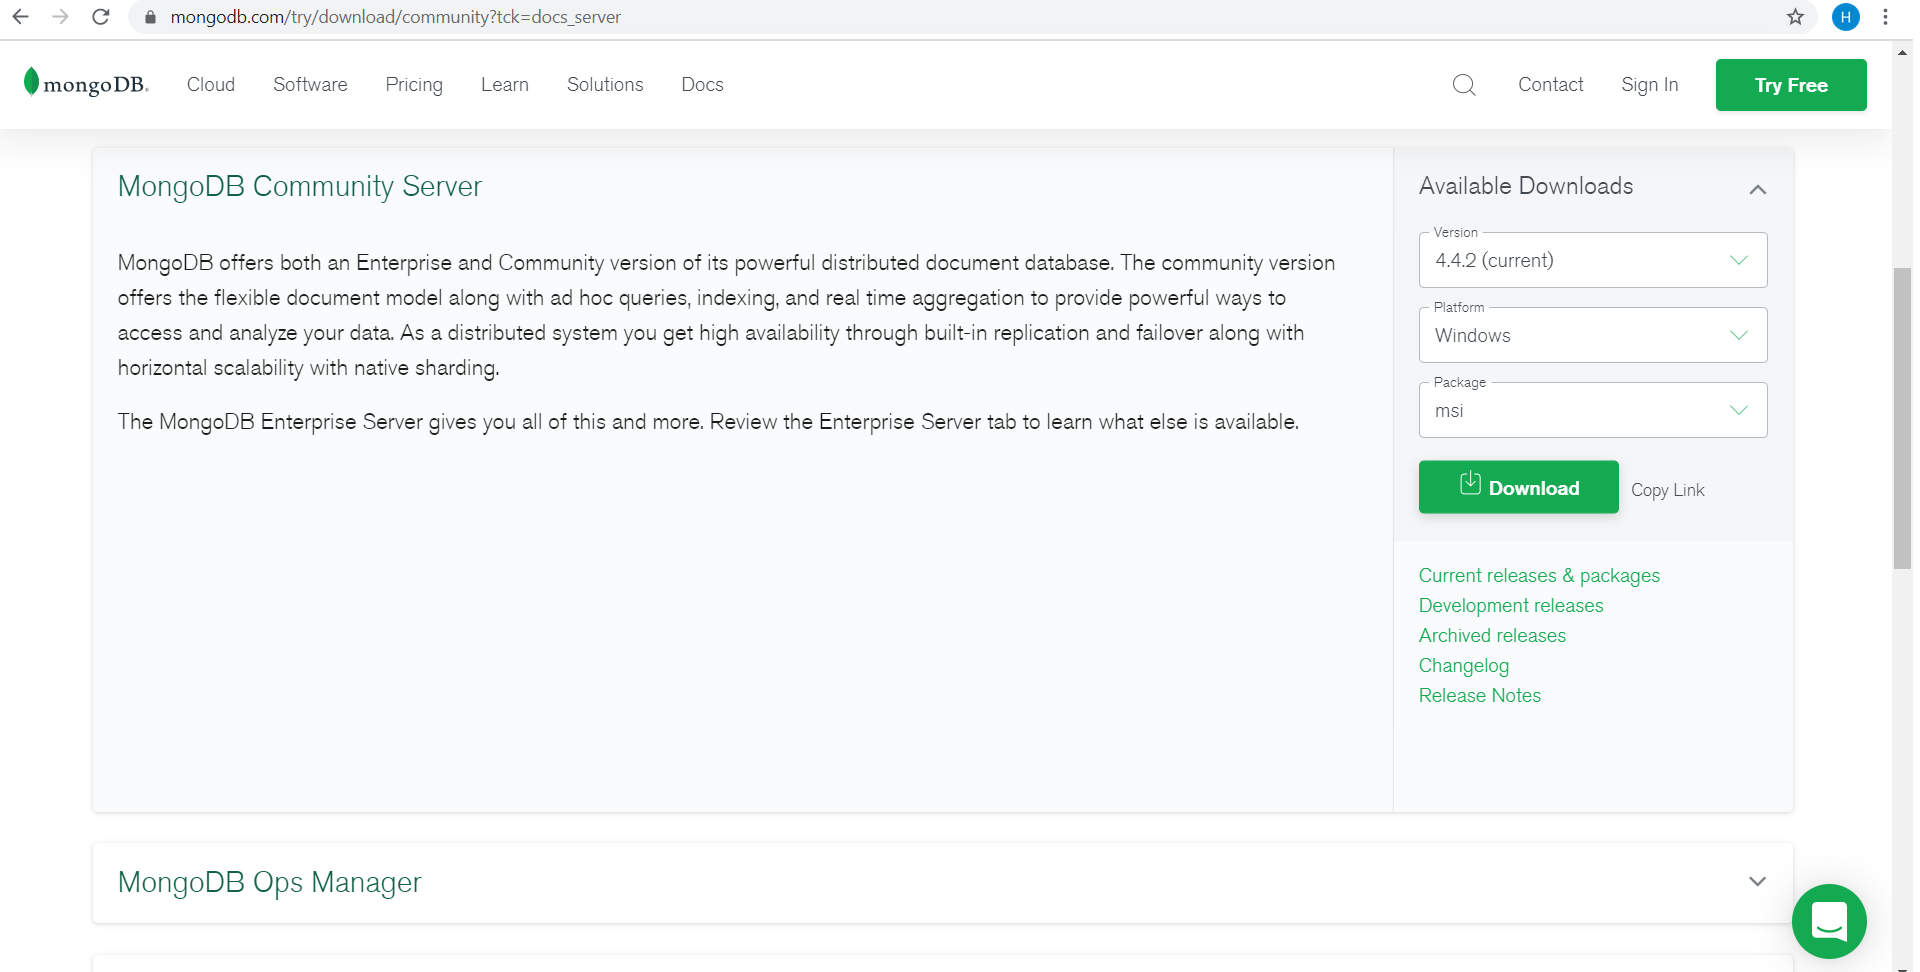 mongodb.com/try/download/community?tck=docs_server
H
mongoDB.
Cloud
Software
Pricing
Learn
Solutions
Docs
Contact
Sign In
Try Free
MongoDB Community Server
MongoDB offers both an Enterprise and Community version of its powerful distributed document database. The community version
offers the flexible document model along with ad hoc queries, indexing, and real time aggregation to provide powerful ways to
access and analyze your data. As a distributed system you get high availability through built-in replication and failover along with
horizontal scalability with native sharding.
The MongoDB Enterprise Server gives you all of this and more. Review the Enterprise Server tab to learn what else is available.
Available Downloads
Version
4.4.2 (current)
Platform
Windows
Package
msi
Download
Copy Link
Current releases & packages
Development releases
Archived releases
Changelog
Release Notes
MongoDB Ops Manager